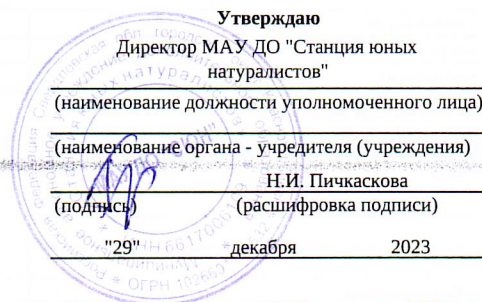 Утверждаю
Директор МАУ ДО "Станция юных
натуралистов"
(наименование должности уполномоченного лица)
(наименование органа - учредителя (учреждения)
Н.И. Пичкаскова
(подпись) (расшифровка подписи)
"29" декабря 2023